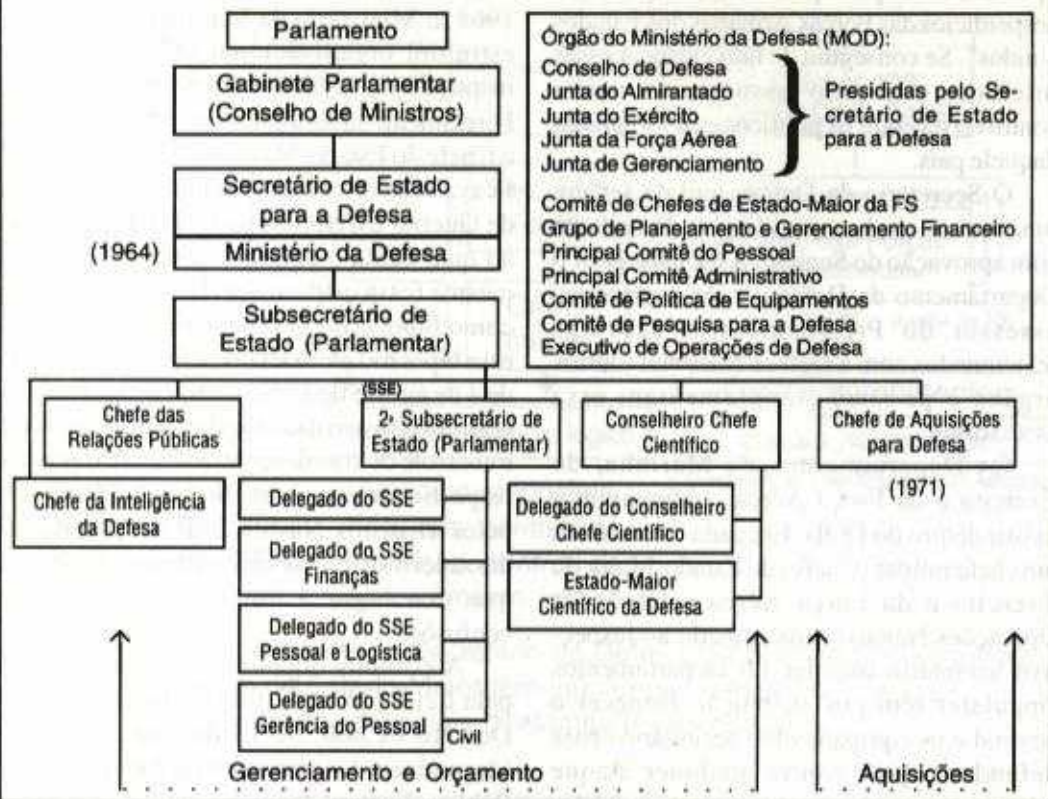 Parlamento
Gabinete Parlamentar
(Conselho de Ministros)
Secretário de Estado
para a Defesa
(1964)
Ministério da Defesa
Subsecretário de
Estado (Parlamentar)
Órgão do Ministério da Defesa (MOD):
Conselho de Defesa
Junta do Almirantado
Junta do Exército
Junta da Força Aérea
Junta de Gerenciamento
Presididas pelo Se-
cretário de Estado
para a Defesa
Comitê de Chefes de Estado-Maior da FS
Grupo de Planejamento e Gerenciamento Financeiro
Principal Comitê do Pessoal
Principal Comitê Administrativo
Comitê de Política de Equipamentos
Comitê de Pesquisa para a Defesa
Executivo de Operações de Defesa
Chefe das
Relações Públicas
(SSE)
2º Subsecretário de
Estado (Parlamentar)
Conselheiro Chefe
Científico
Chefe de Aquisições
para Defesa
(1971)
Chefe da Inteligência
da Defesa
Delegado do SSE
Delegado do SSE
Finanças
Delegado do SSE
Pessoal e Logística
Delegado do SSE
Gerência do Pessoal
Civil
Delegado do Conselheiro
Chefe Científico
Estado-Maior
Científico da Defesa
Gerenciamento e Orçamento
Aquisições